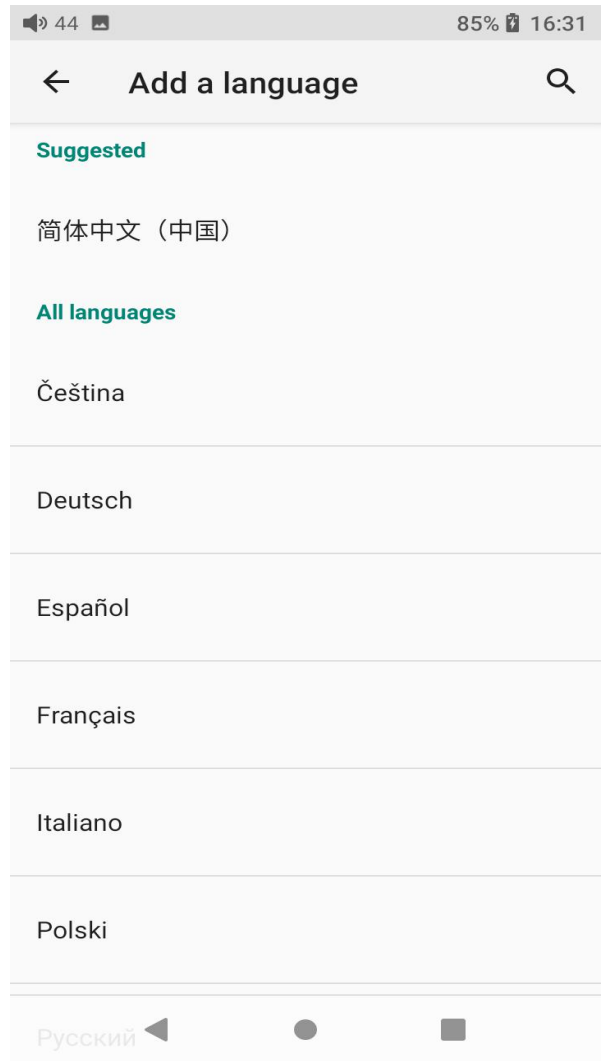 44 85% 16:31
Add a language
Suggested
简体中文（中国）
All languages
Čeština
Deutsch
Español
Français
Italiano
Polski
Русский